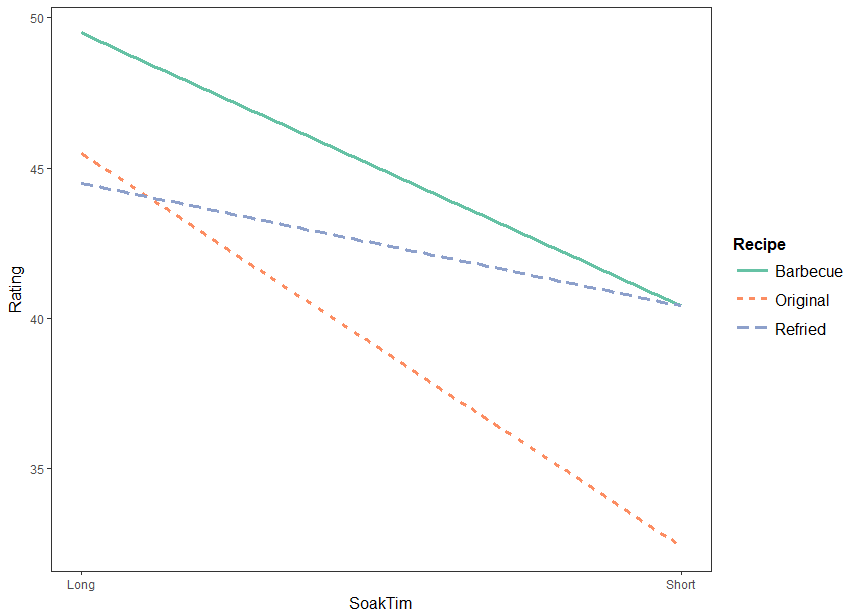 50
45
40
35
Rating
Long
Short
SoakTim
Recipe
Barbecue
Original
Refried